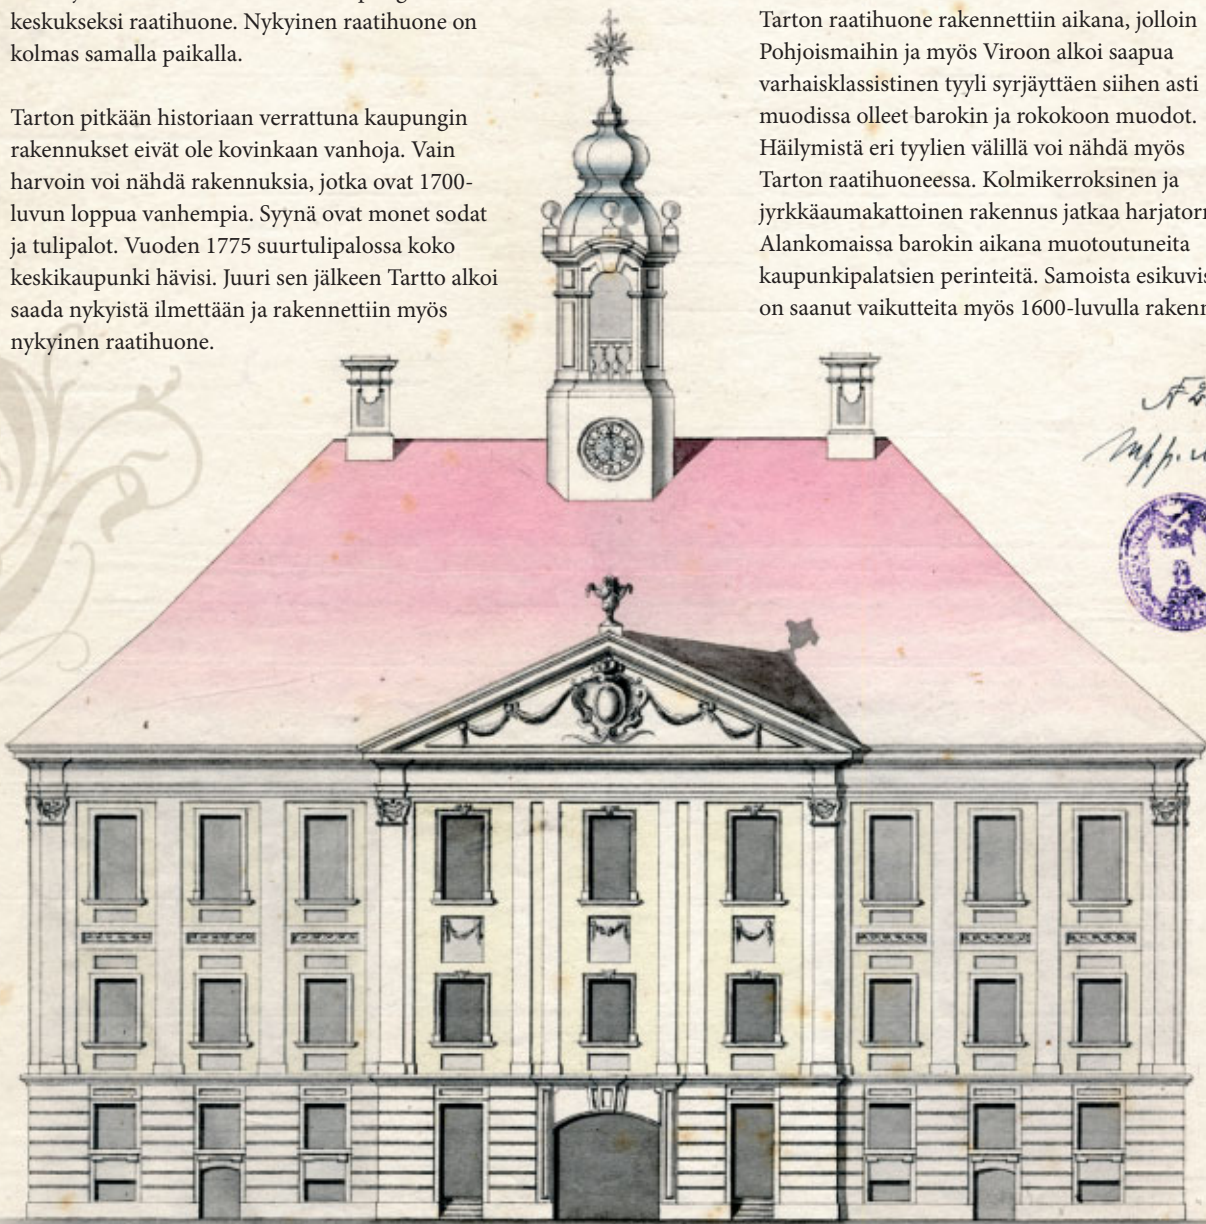 keskukseksi raatihuone. Nykyinen raatihuone on
kolmas samalla paikalla.
Tarton pitkään historiaan verrattuna kaupungin
rakennukset eivät ole kovinkaan vanhoja. Vain
harvoin voi nähdä rakennuksia, jotka ovat 1700-
luvun loppua vanhempia. Syynä ovat monet sodat
ja tulipalot. Vuoden 1775 suurtulipalossa koko
keskikaupunki hävisi. Juuri sen jälkeen Tartto alkoi
saada nykyistä ilmettään ja rakennettiin myös
nykyinen raatihuone.
Tarton raatihuone rakennettiin aikana, jolloin
Pohjoismaihin ja myös Viroon alkoi saapua
varhaisklassistinen tyyli syrjäyttäen siihen asti
muodissa olleet barokin ja rokokoon muodot.
Häilymistä eri tyylien välillä voi nähdä myös
Tarton raatihuoneessa. Kolmikerroksinen ja
jyrkkäaumakattoinen rakennus jatkaa
Alankomaissa barokin aikana muotoutuneita
kaupunkipalatsien perinteitä. Samoista
on saanut vaikutteita myös 1600-luvulla